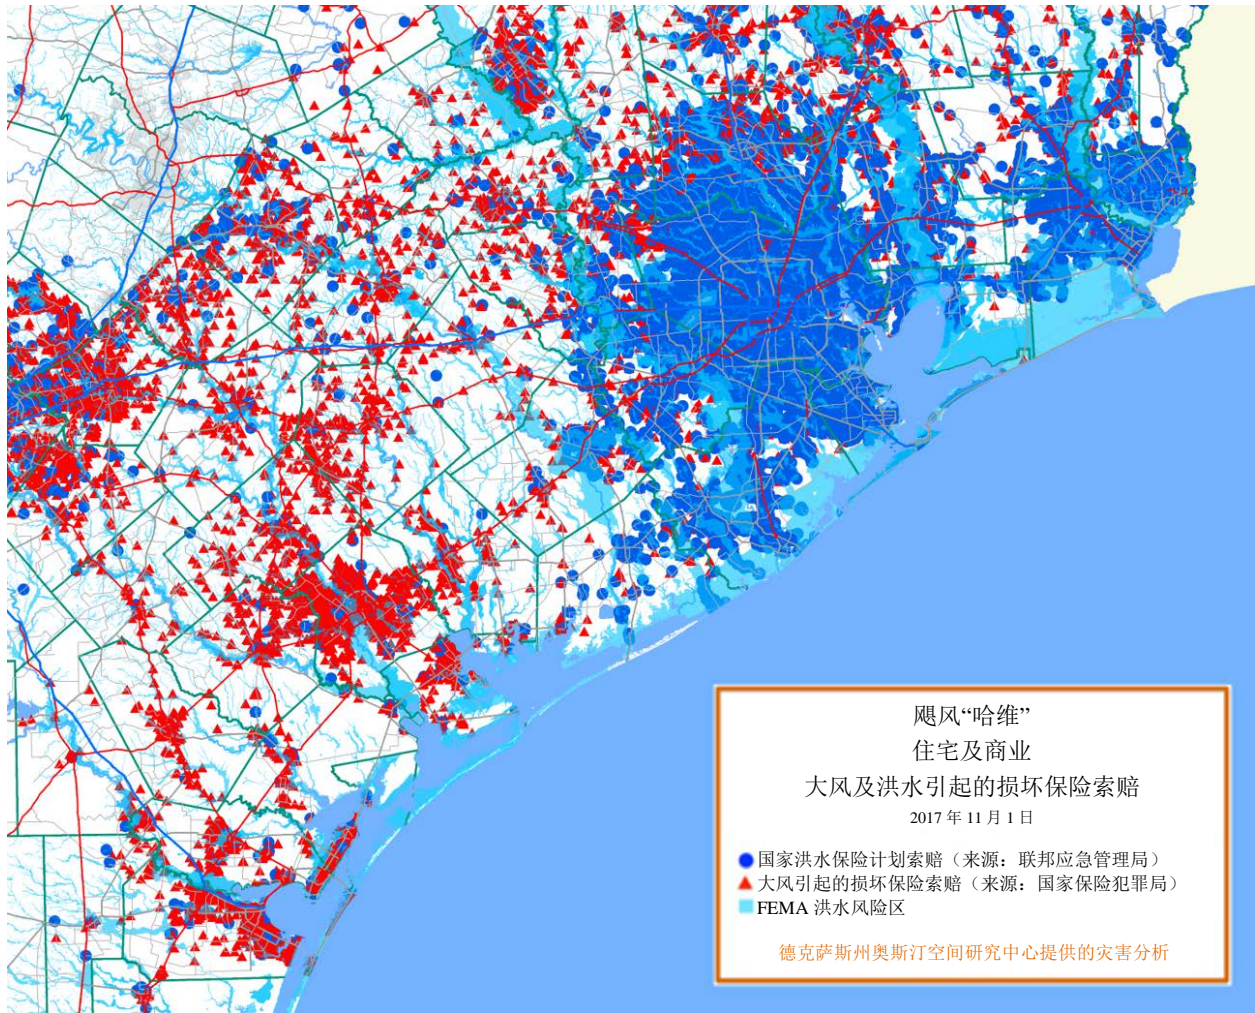 飓风“哈维”
住宅及商业
大风及洪水引起的损坏保险索赔
2017 年 11 月 1 日
国家洪水保险计划索赔（来源：联邦应急管理局）
大风引起的损坏保险索赔（来源：国家保险犯罪局）
FEMA 洪水风险区
德克萨斯州奥斯汀空间研究中心提供的灾害分析